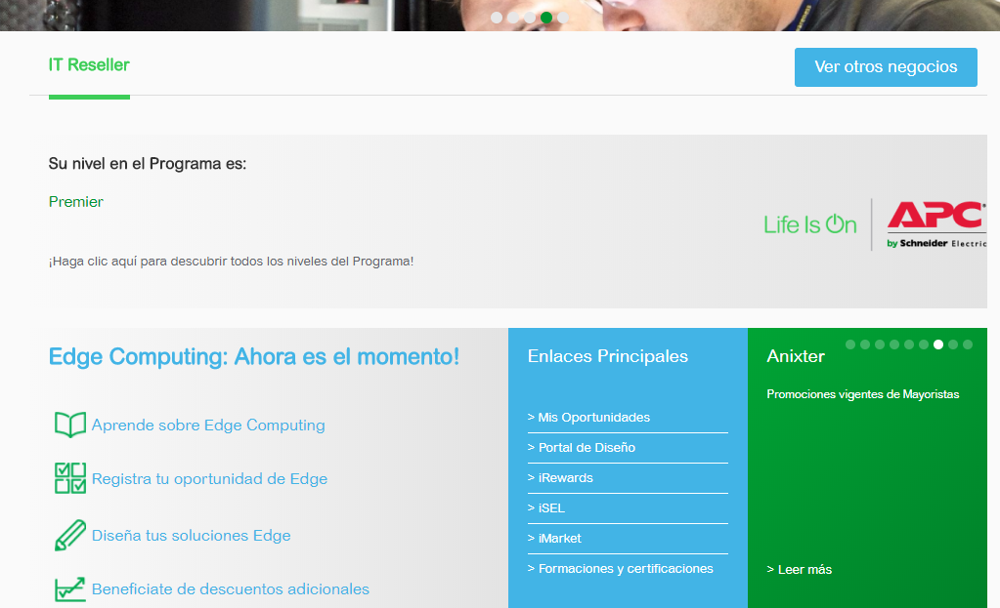 IT Reseller
Ver otros negocios
Su nivel en el Programa es:
Premier
¡Haga clic aquí para descubrir todos los niveles del Programa!
Life Is On
APC
by Schneider Electric
Edge Computing: Ahora es el momento!
Aprende sobre Edge Computing
Registra tu oportunidad de Edge
Diseña tus soluciones Edge
Beneficiate de descuentos adicionales
Enlaces Principales
> Mis Oportunidades
> Portal de Diseño
> iRewards
> iSEL
> iMarket
> Formaciones y certificaciones
Anixter
Promociones vigentes de Mayoristas
> Leer más